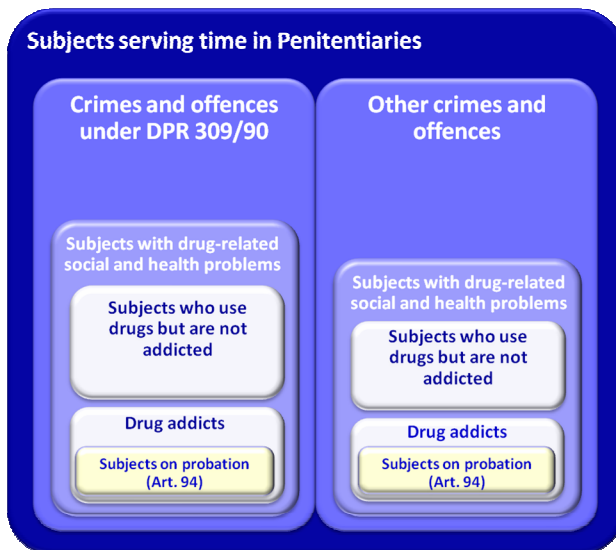 Subjects serving time in Penitentiaries
Crimes and offences
under DPR 309/90
Subjects with drug-related
social and health problems
Subjects who use
drugs but are not
addicted
Drug addicts
Subjects on probation
(Art. 94)
Other crimes and
offences
Subjects with drug-related
social and health problems
Subjects who use
drugs but are not
addicted
Drug addicts
Subjects on probation
(Art. 94)